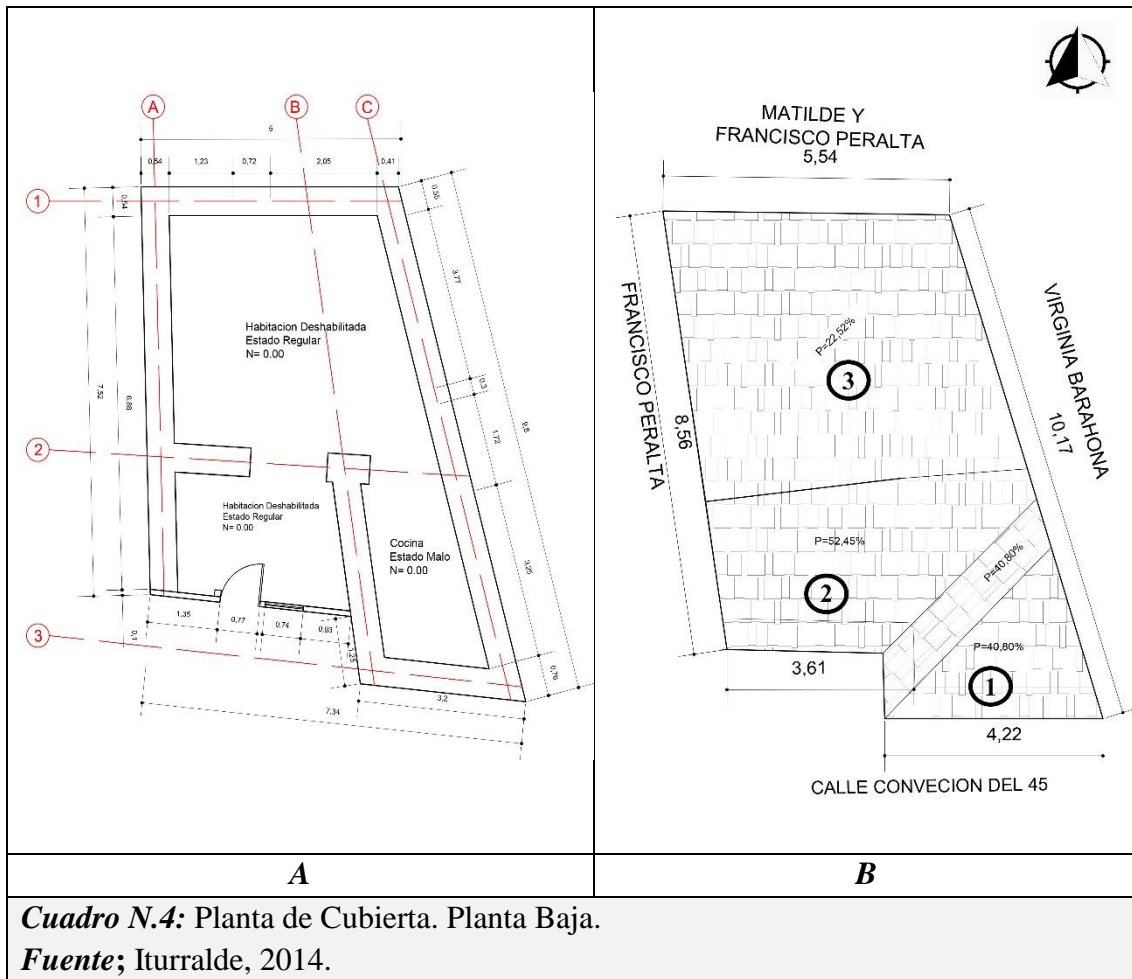 A
B
C
5
0,54
1,23
0,72
2,05
0,41
1
0,54
0,55
3,77
Habitacion Deshabilitada
Estado Regular
N= 0.00
7,52
6,88
0,3
9,8
1,72
2
Habitacion Deshabilitada
Estado Regular
N= 0.00
Cocina
Estado Malo
N= 0.00
3,25
1,35
0,77
0,74
0,93
0,1
1,25
3
0,76
3,2
7,34
MATILDE Y
FRANCISCO PERALTA
5,54
FRANCISCO PERALTA
8,56
VIRGINIA BARAHONA
10,17
P=22,52%
3
P=52,45%
2
P=40,80%
P=40,80%
1
3,61
4,22
CALLE CONVECION DEL 45
A
B
Cuadro N.4: Planta de Cubierta. Planta Baja.
Fuente; Iturralde, 2014.